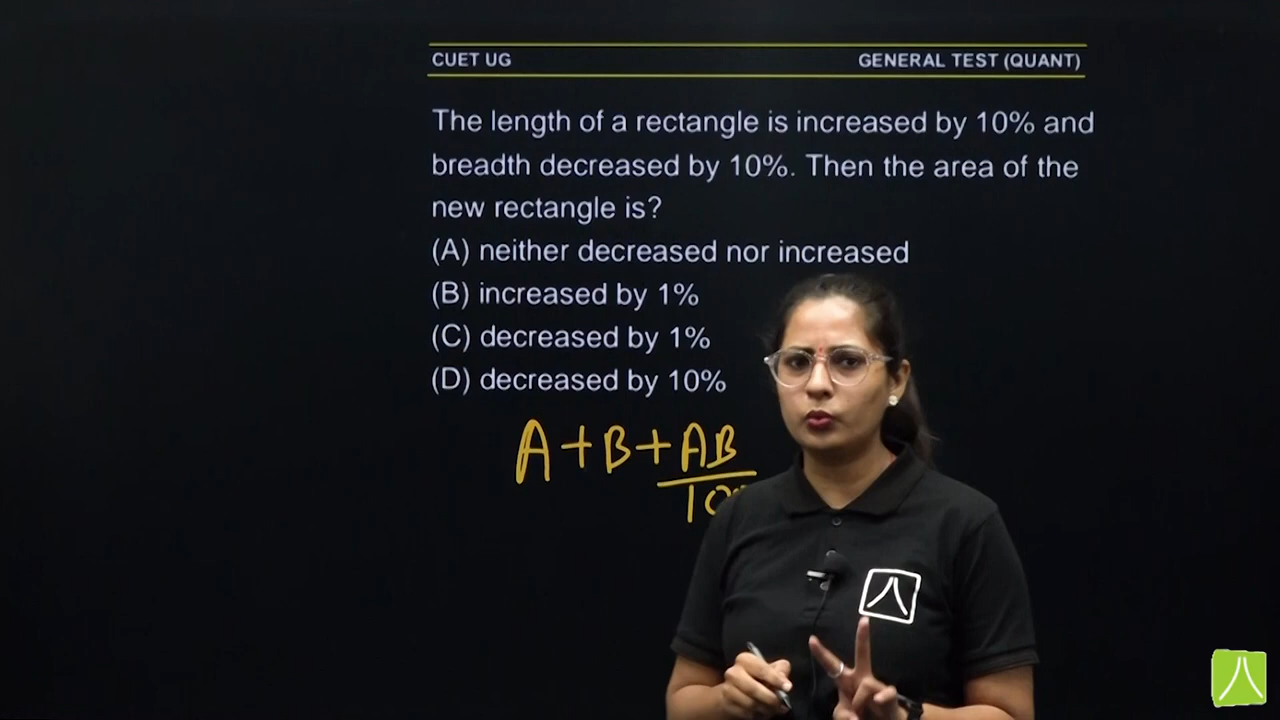 CUET UG GENERAL TEST (QUANT)
The length of a rectangle is increased by 10% and
breadth decreased by 10%. Then the area of the
new rectangle is?
(A) neither decreased nor increased
(B) increased by 1%
(C) decreased by 1%
(D) decreased by 10%
A+B+AB